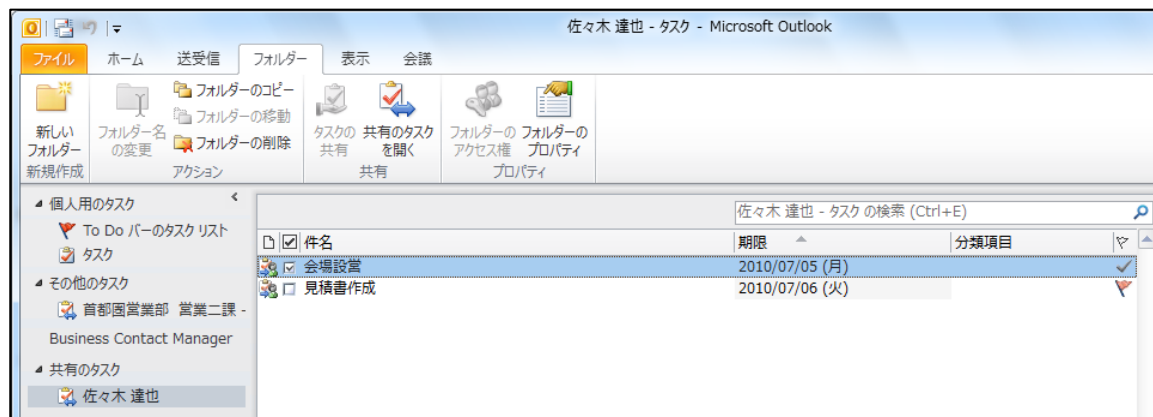 佐々木 達也 - タスク - Microsoft Outlook
ファイル ホーム 送受信 フォルダー 表示 会議
新しい
フォルダー
新規作成
フォルダー名
の変更
フォルダーのコピー
フォルダーの移動
フォルダーの削除
アクション
タスクの
共有
共有のタスク
を開く
共有
フォルダーの
アクセス権
フォルダーの
プロパティ
プロパティ
個人用のタスク
To Do バーのタスク リスト
タスク
その他のタスク
首都圏営業部 営業二課 -
Business Contact Manager
共有のタスク
佐々木 達也
佐々木 達也 - タスク の検索 (Ctrl+E)
件名 期限 分類項目
会場設営 2010/07/05 (月)
見積書作成 2010/07/06 (火)